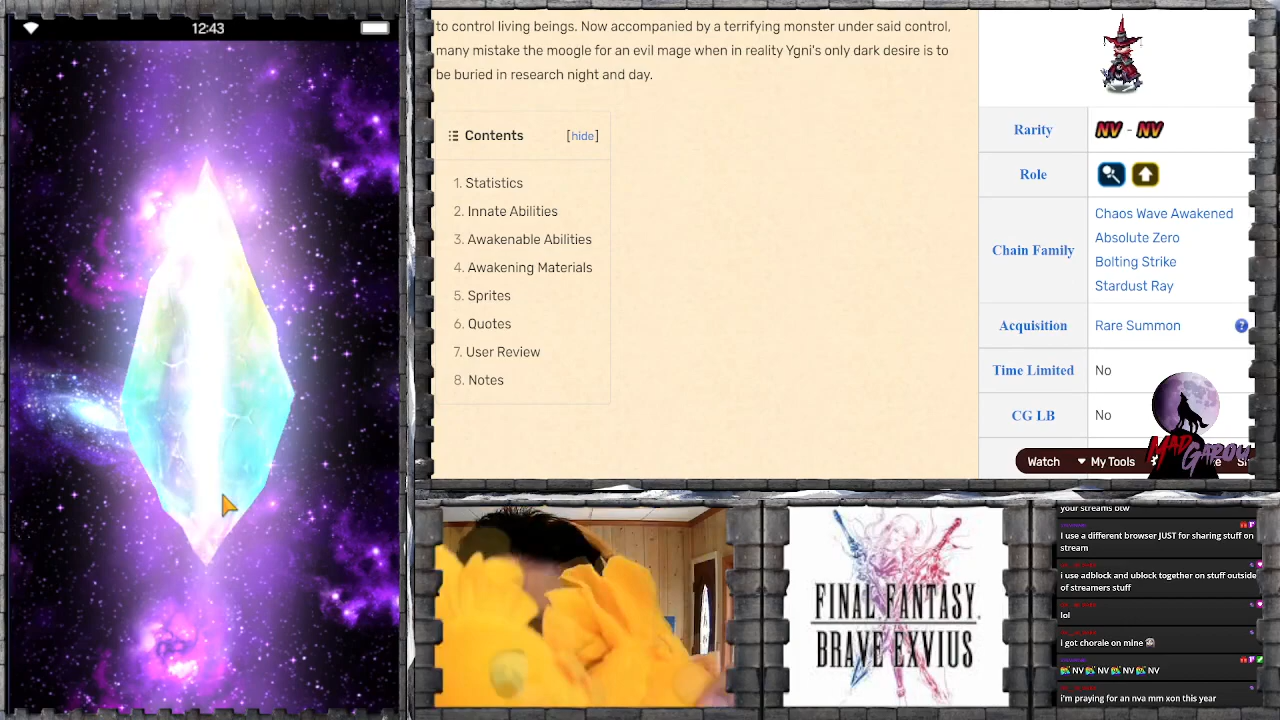 12:43
to control living beings. Now accompanied by a terrifying monster under said control,
many mistake the moogle for an evil mage when in reality Ygni's only dark desire is to
be buried in research night and day.
Contents [hide]
1. Statistics
2. Innate Abilities
3. Awakenable Abilities
4. Awakening Materials
5. Sprites
6. Quotes
7. User Review
8. Notes
Rarity NV - NV
Role
Chain Family
Chaos Wave Awakened
Absolute Zero
Bolting Strike
Stardust Ray
Acquisition Rare Summon ?
Time Limited No
CG LB No
Watch My Tools
MADGAROU
FINAL FANTASY
BRAVE EXVIUS
your streams otw
I use a different browser JUST for sharing stuff on
stream
i use adblock and ublock together on stuff outside
of streamers stuff
lol
I got chorale on mine
NV NV NV NV
i'm praying for an nva mm xon this year